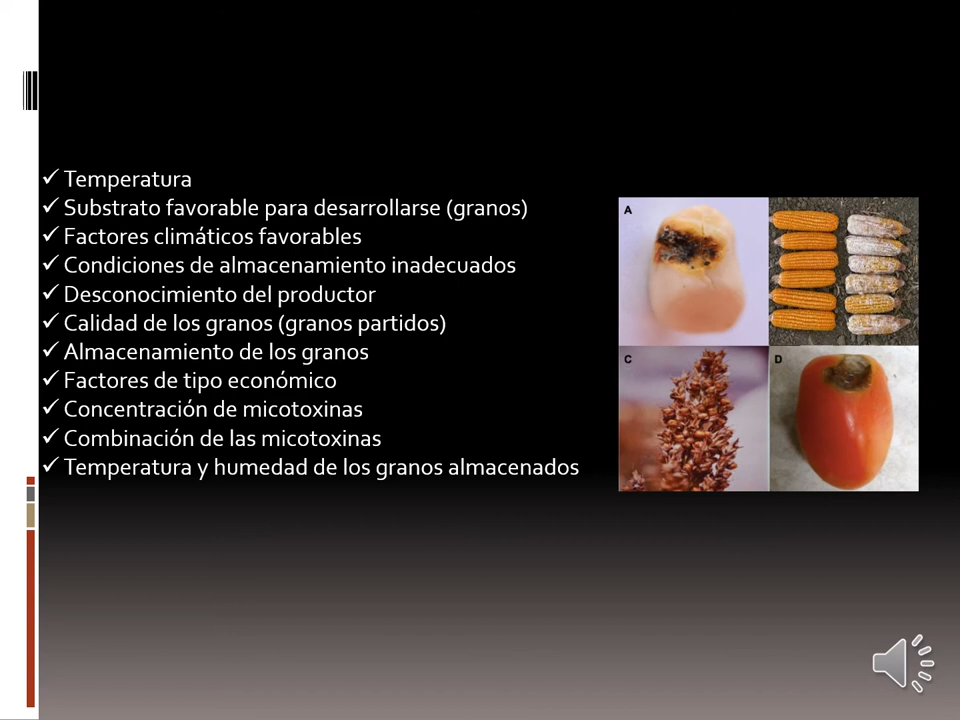 ✓ Temperatura
✓ Substrato favorable para desarrollarse (granos)
✓ Factores climáticos favorables
✓ Condiciones de almacenamiento inadecuados
✓ Desconocimiento del productor
✓ Calidad de los granos (granos partidos)
✓ Almacenamiento de los granos
✓ Factores de tipo económico
✓ Concentración de micotoxinas
✓ Combinación de las micotoxinas
✓ Temperatura y humedad de los granos almacenados
A
C
D